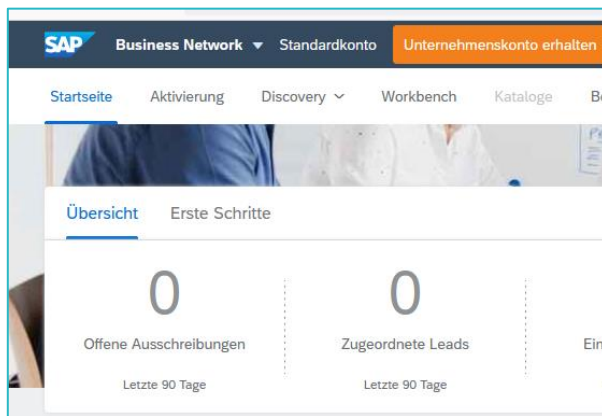 SAP Business Network Standardkonto Unternehmenskonto erhalten
Startseite Aktivierung Discovery Workbench Kataloge
Übersicht Erste Schritte
0 0
Offene Ausschreibungen Zugeordnete Leads
Letzte 90 Tage Letzte 90 Tage